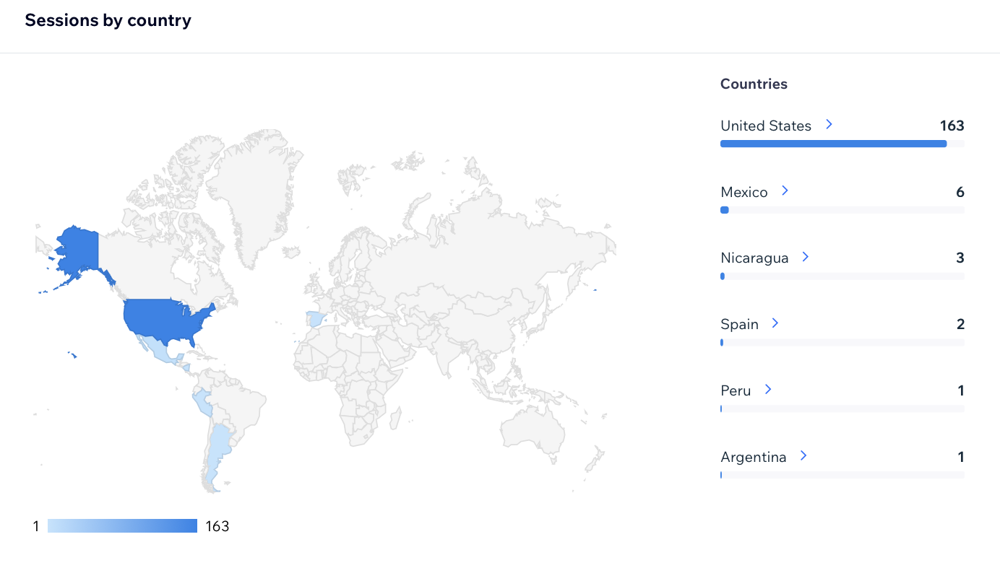 Sessions by country
Countries
United States 163
Mexico 6
Nicaragua 3
Spain 2
Peru 1
Argentina 1
1 163